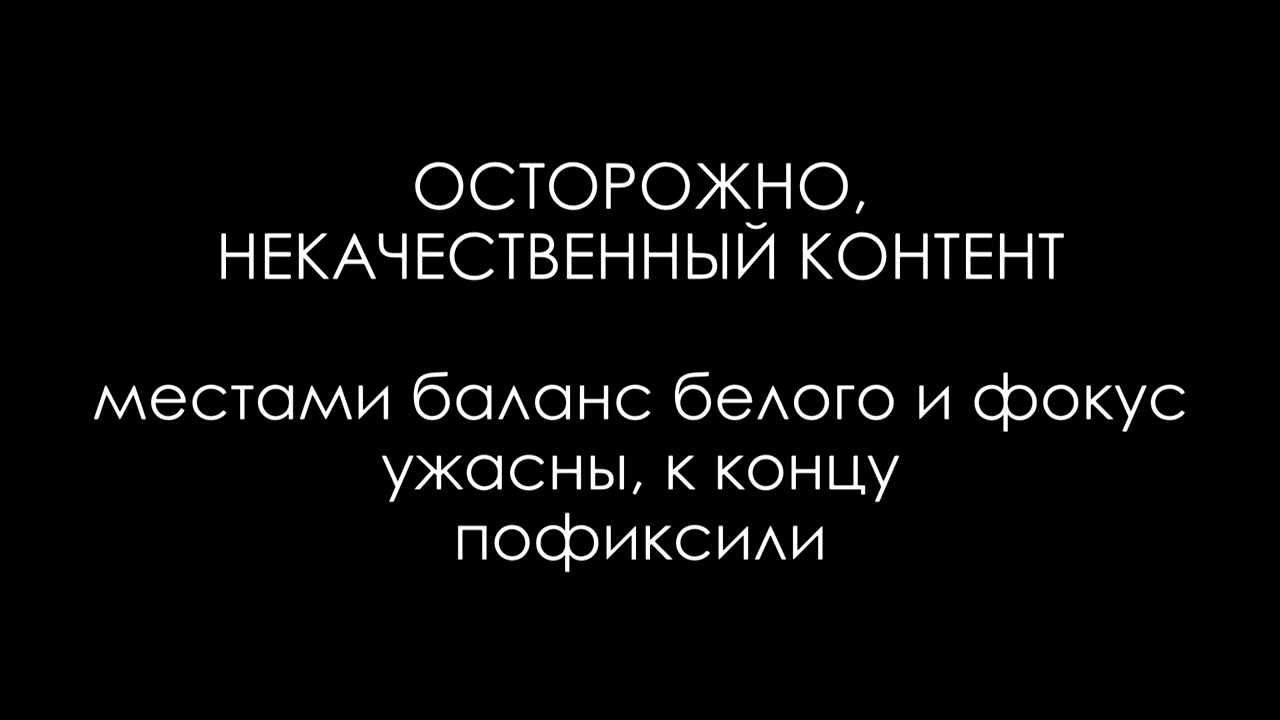 ОСТОРОЖНО,
НЕКАЧЕСТВЕННЫЙ КОНТЕНТ
местами баланс белого и фокус
ужасны, к концу
пофиксили